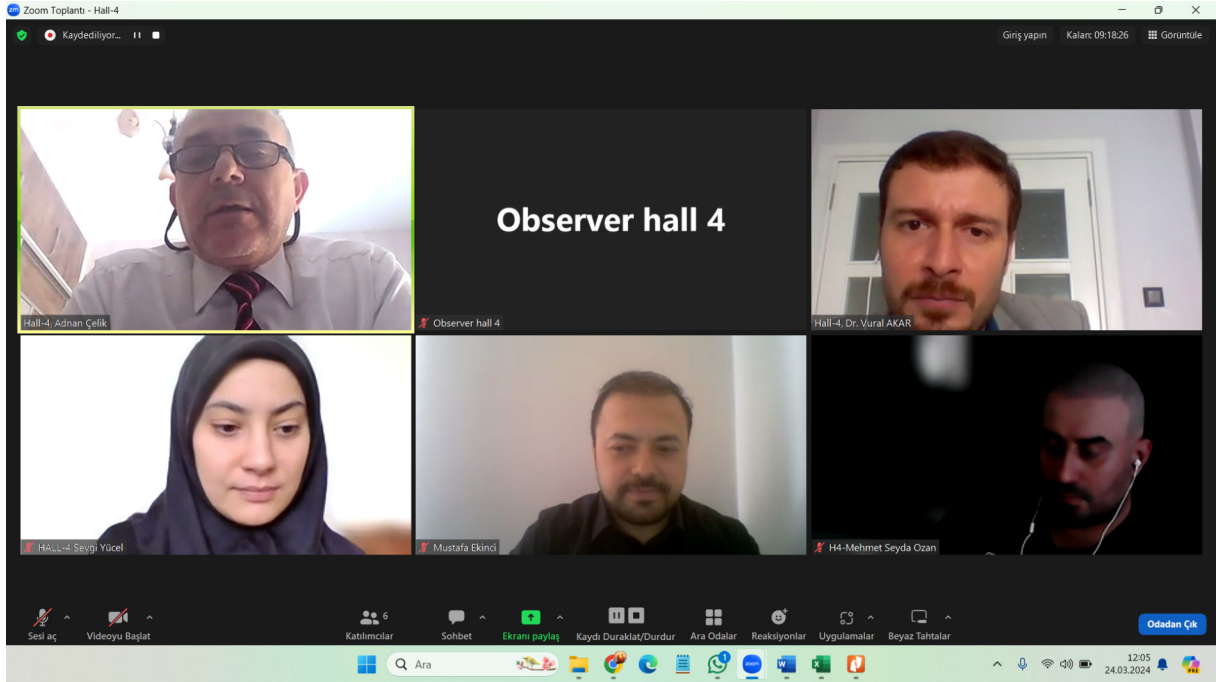 Zoom Toplantı - Hall-4
Kaydediliyor...
Giriş yapın
Kalan: 09:18:26
Görüntüle
Observer hall 4
Hall-4, Adnan Çelik
Observer hall 4
Hall-4, Dr. Vural AKAR
HALL-4 Sevgi Yücel
Mustafa Ekinci
H4-Mehmet Seyda Ozan
6
Sesi aç
Videoyu Başlat
Katılımcılar
Sohbet
Ekranı paylaş
Kaydı Duraklat/Durdur
Ara Odalar
Reaksiyonlar
Uygulamalar
Beyaz Tahtalar
Odadan Çık
Ara
1
12:05
24.03.2024